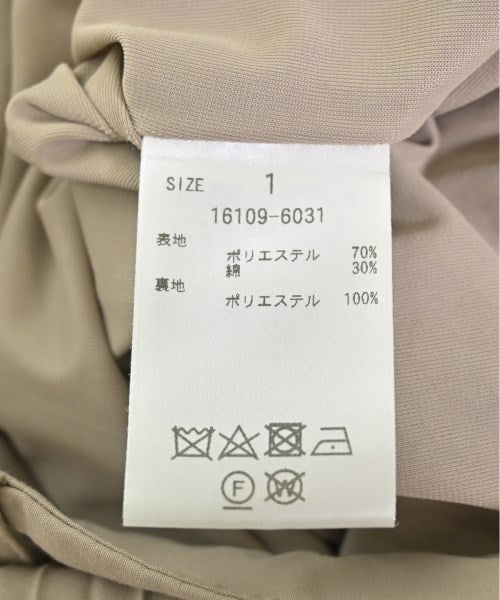 SIZE 1
16109-6031
表地
ポリエステル 70%
綿 30%
裏地
ポリエステル 100%
F W